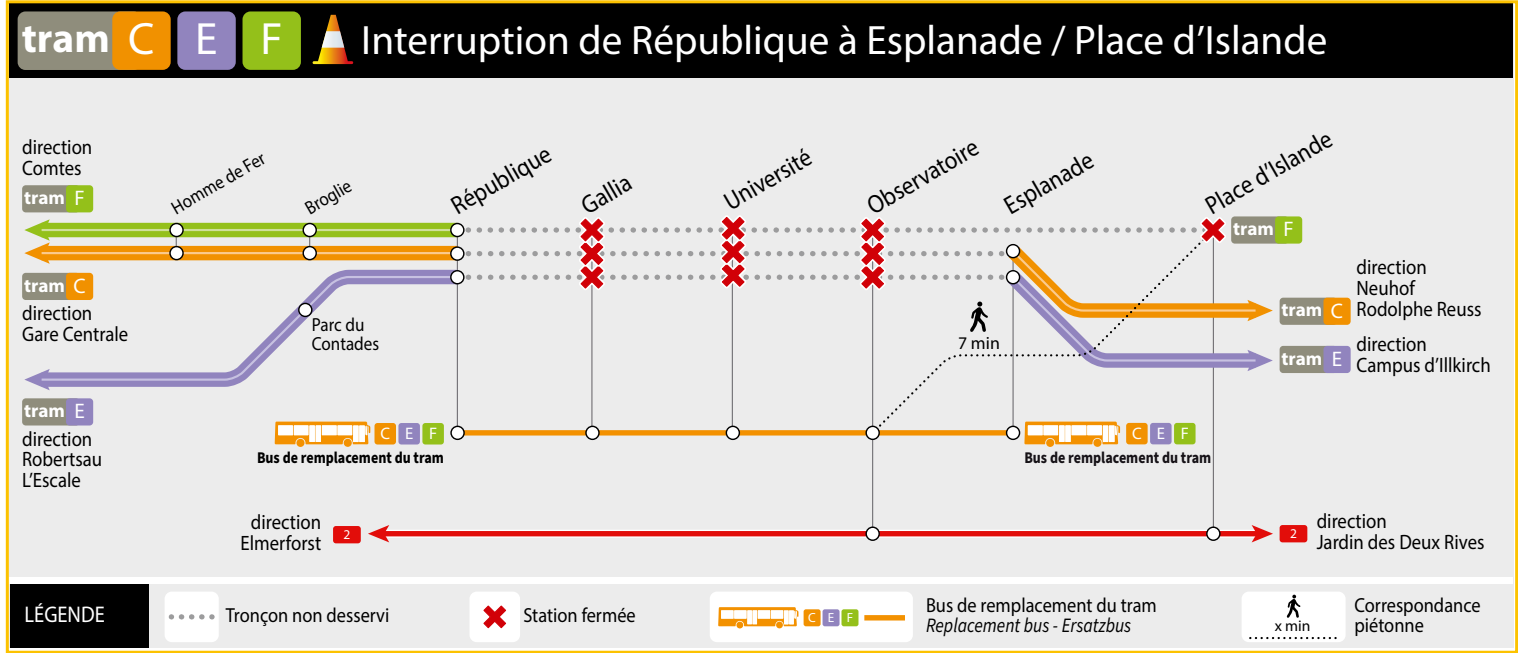 tram C E F Interruption de République à Esplanade / Place d’Islande
direction
Comtes
tram F
Homme de Fer
Broglie
République
Gallia
Université
Observatoire
Esplanade
Place d’Islande
tram F
tram C
direction
Gare Centrale
Parc du
Contades
7 min
direction
Neuhof
Rodolphe Reuss
tram C
tram E
direction
Campus d’Illkirch
tram E
direction
Robertsau
L’Escale
C E F
Bus de remplacement du tram
C E F
Bus de remplacement du tram
direction
Elmerforst
2
2
direction
Jardin des Deux Rives
LÉGENDE
Tronçon non desservi
Station fermée
C E F
Bus de remplacement du tram
Replacement bus - Ersatzbus
x min
Correspondance
piétonne